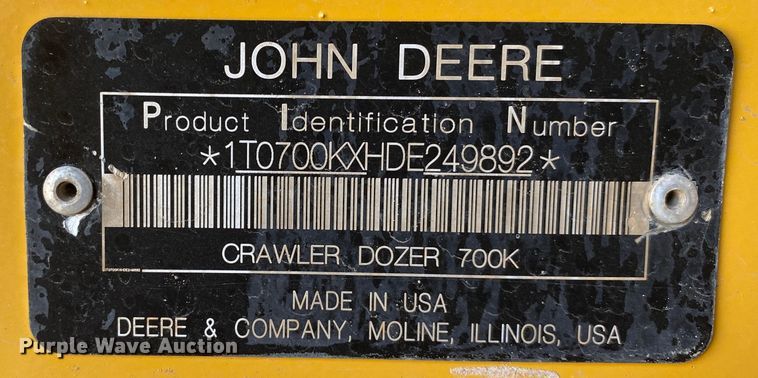 JOHN DEERE
Product Identification Number
*1T0700KXHDE249892*
CRAWLER DOZER 700K
MADE IN USA
DEERE & COMPANY, MOLINE, ILLINOIS, USA
Purple Wave Auction